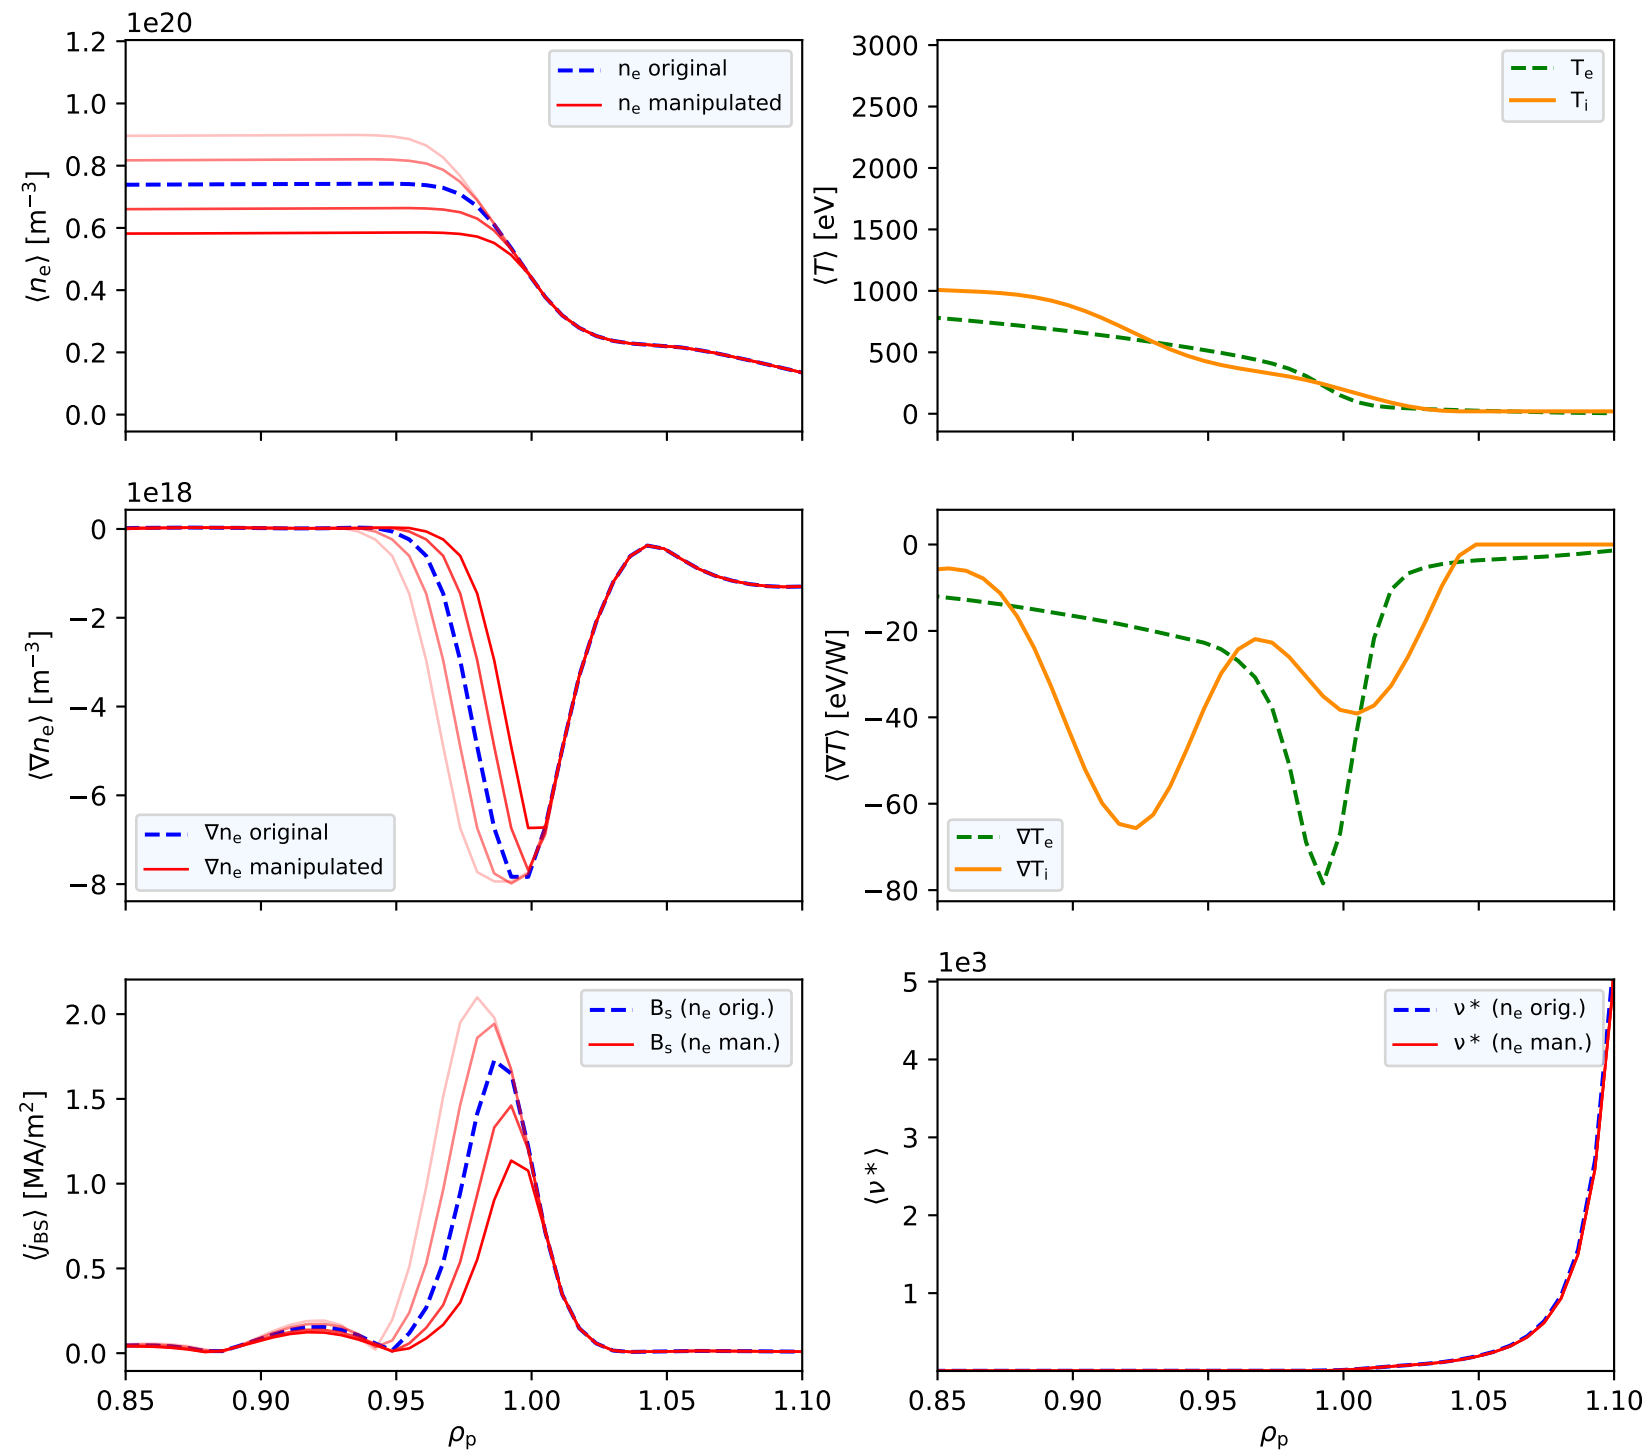 1e20
1.2
1.0
0.8
0.6
0.4
0.2
0.0
⟨nₑ⟩ [m⁻³]
nₑ original
nₑ manipulated
3000
2500
2000
1500
1000
500
0
⟨T⟩ [eV]
Tₑ
Tᵢ
1e18
0
−2
−4
−6
−8
⟨∇nₑ⟩ [m⁻³]
∇nₑ original
∇nₑ manipulated
0
−20
−40
−60
−80
⟨∇T⟩ [eV/W]
∇Tₑ
∇Tᵢ
2.0
1.5
1.0
0.5
0.0
⟨j_BS⟩ [MA/m²]
Bₛ (nₑ orig.)
Bₛ (nₑ man.)
0.85 0.90 0.95 1.00 1.05 1.10
ρₚ
1e3
5
4
3
2
1
⟨ν*⟩
ν* (nₑ orig.)
ν* (nₑ man.)
0.85 0.90 0.95 1.00 1.05 1.10
ρₚ